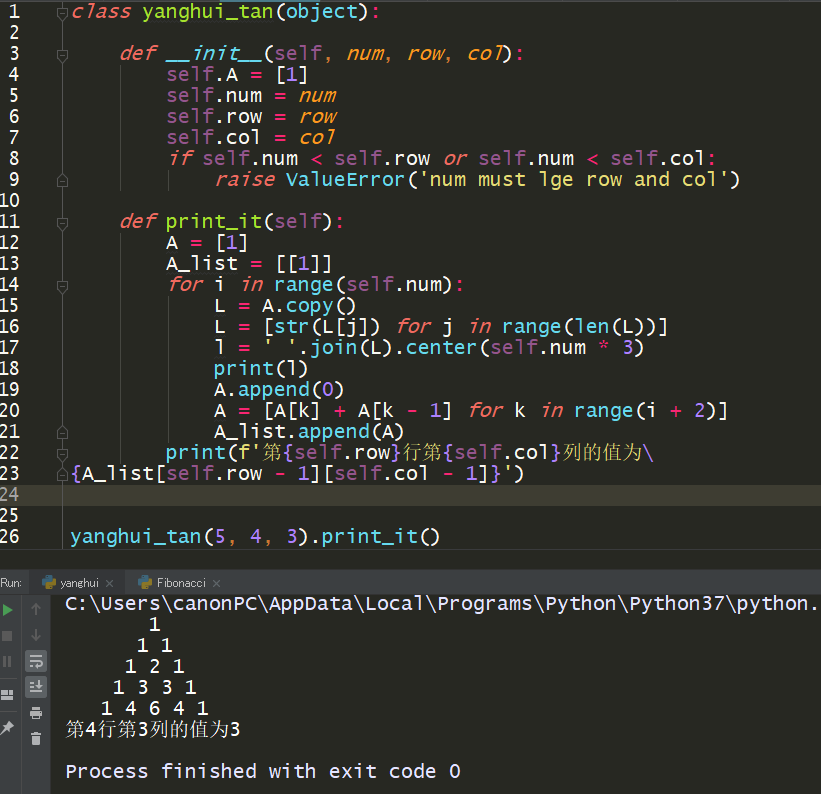 1 class yanghui_tan(object):
2
3     def __init__(self, num, row, col):
4         self.A = [1]
5         self.num = num
6         self.row = row
7         self.col = col
8         if self.num < self.row or self.num < self.col:
9             raise ValueError('num must lge row and col')
10
11     def print_it(self):
12         A = [1]
13         A_list = [[1]]
14         for i in range(self.num):
15             L = A.copy()
16             L = [str(L[j]) for j in range(len(L))]
17             l = ' '.join(L).center(self.num * 3)
18             print(l)
19             A.append(0)
20             A = [A[k] + A[k - 1] for k in range(i + 2)]
21             A_list.append(A)
22         print(f'第{self.row}行第{self.col}列的值为\
23 {A_list[self.row - 1][self.col - 1]}')
24
25
26 yanghui_tan(5, 4, 3).print_it()
Run: yanghui × Fibonacci ×
C:\Users\canonPC\AppData\Local\Programs\Python\Python37\python.
1
1 1
1 2 1
1 3 3 1
1 4 6 4 1
第4行第3列的值为3
Process finished with exit code 0